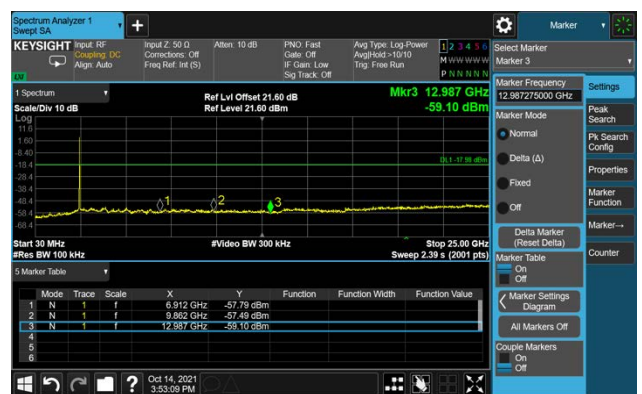 Spectrum Analyzer 1
Swept SA
Marker
KEYSIGHT
Input: RF
Coupling: DC
Align: Auto
Input Z: 50 Ω
Corrections: Off
Freq Ref: Int (S)
Atten: 10 dB
PNO: Fast
Gate: Off
IF Gain: Low
Sig Track: Off
Avg Type: Log-Power
Avg|Hold:>10/10
Trig: Free Run
1 2 3 4 5 6
M W W W W W
P N N N N N
LXI
Select Marker
Marker 3
1 Spectrum
Scale/Div 10 dB
Ref Lvl Offset 21.60 dB
Ref Level 21.60 dBm
Mkr3 12.987 GHz
-59.10 dBm
Log
11.6
1.60
-8.40
-18.4
-28.4
-38.4
-48.4
-58.4
-68.4
DL1 -17.98 dBm
1
2
3
Start 30 MHz
#Res BW 100 kHz
#Video BW 300 kHz
Stop 25.00 GHz
Sweep 2.39 s (2001 pts)
5 Marker Table
Mode Trace Scale X Y Function Function Width Function Value
1 N 1 f 6.912 GHz -57.79 dBm
2 N 1 f 9.862 GHz -57.49 dBm
3 N 1 f 12.987 GHz -59.10 dBm
4
5
6
Marker Frequency
12.987275000 GHz
Marker Mode
Normal
Delta (Δ)
Fixed
Off
Delta Marker
(Reset Delta)
Marker Table
On
Off
Marker Settings
Diagram
All Markers Off
Couple Markers
On
Off
Settings
Peak
Search
Pk Search
Config
Properties
Marker
Function
Marker→
Counter
?
Oct 14, 2021
3:53:09 PM